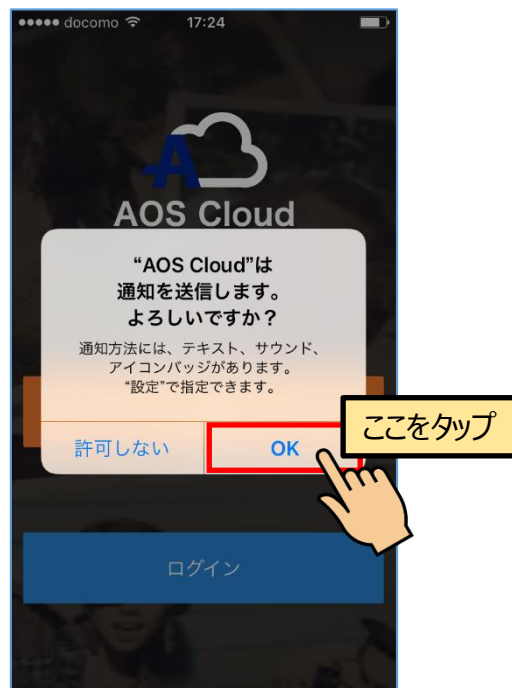 docomo 17:24
AOS Cloud
“AOS Cloud”は
通知を送信します。
よろしいですか？
通知方法には、テキスト、サウンド、
アイコンバッジがあります。
“設定”で指定できます。
許可しない OK
ここをタップ
ログイン